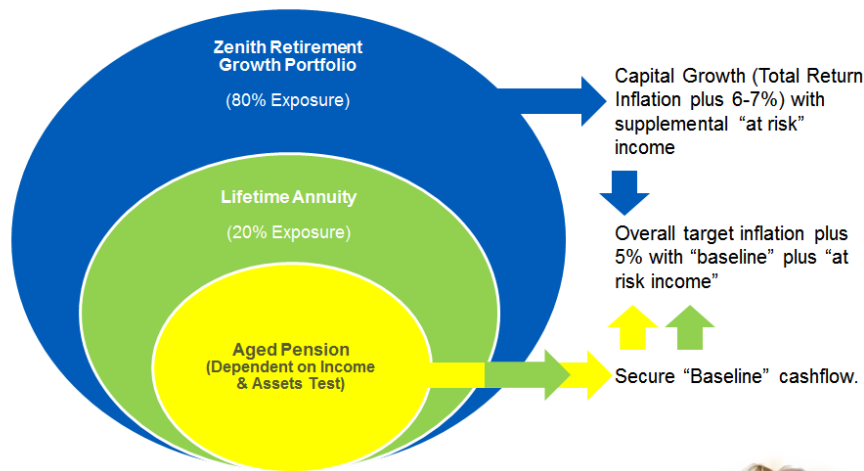 Zenith Retirement
Growth Portfolio
(80% Exposure)
Capital Growth (Total Return
Inflation plus 6-7%) with
supplemental “at risk”
income
Lifetime Annuity
(20% Exposure)
Overall target inflation plus
5% with “baseline” plus “at
risk income”
Aged Pension
(Dependent on Income
& Assets Test)
Secure “Baseline” cashflow.